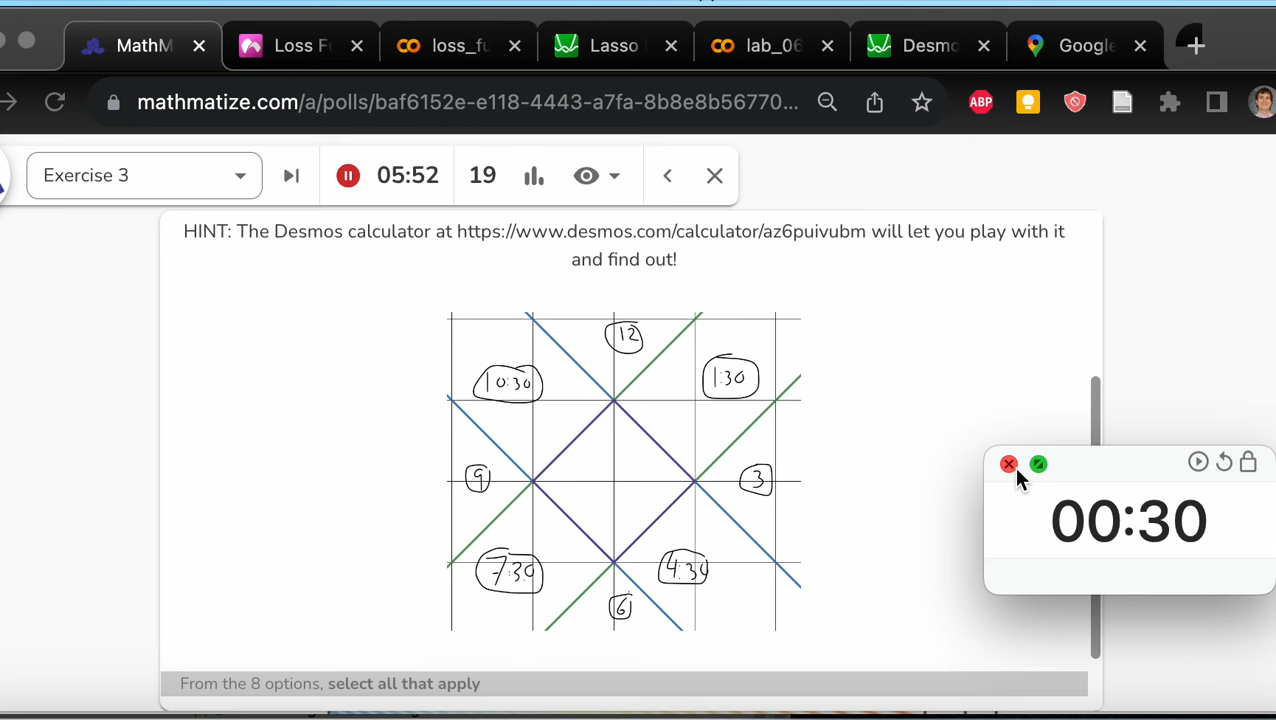 MathM
Loss Fu
loss_fu
Lasso
lab_06
Desmo
Google
mathmatize.com/a/polls/baf6152e-e118-4443-a7fa-8b8e8b56770...
ABP
Exercise 3
05:52
19
HINT: The Desmos calculator at https://www.desmos.com/calculator/az6puivubm will let you play with it
and find out!
12
10:30
1:30
9
3
7:30
4:30
6
00:30
From the 8 options, select all that apply